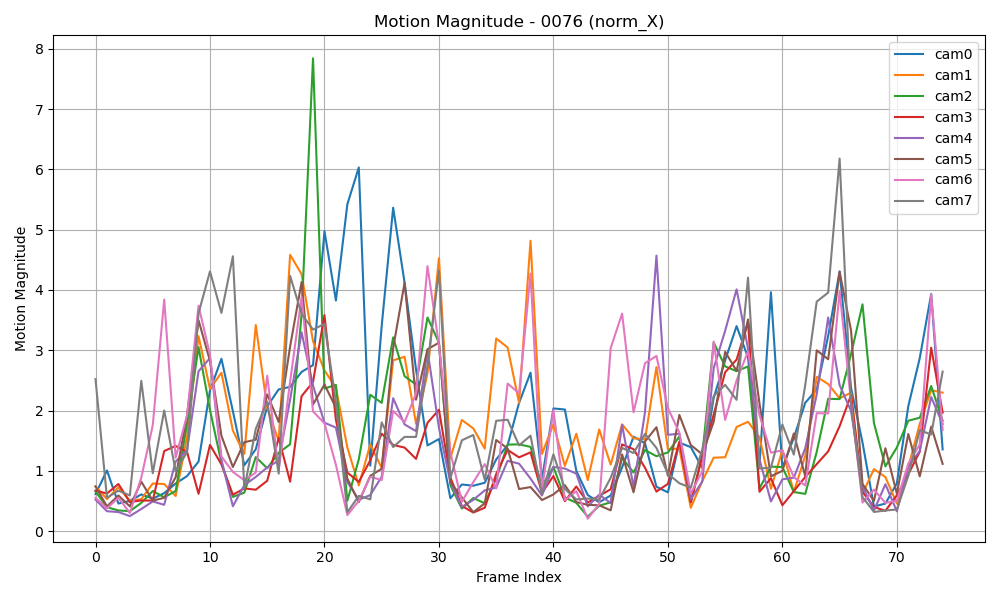 Motion Magnitude - 0076 (norm_X)
8
7
6
5
4
3
2
1
0
Motion Magnitude
0 10 20 30 40 50 60 70
Frame Index
cam0
cam1
cam2
cam3
cam4
cam5
cam6
cam7